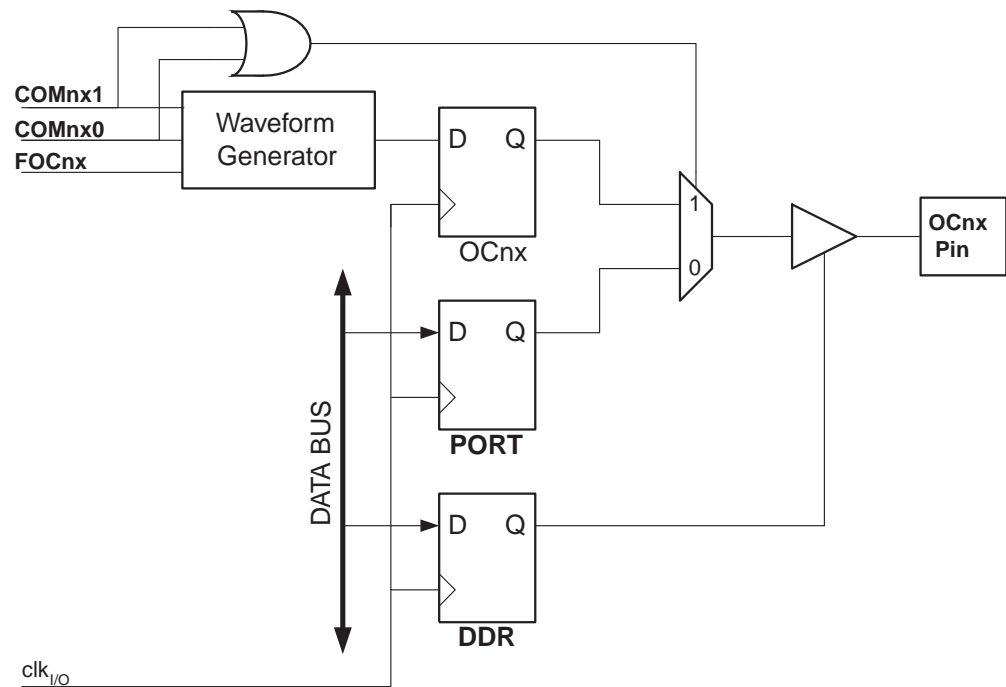 COMnx1
COMnx0
FOCnx
Waveform
Generator
D Q
OCnx
1
0
OCnx
Pin
D Q
PORT
DATA BUS
D Q
DDR
clkI/O